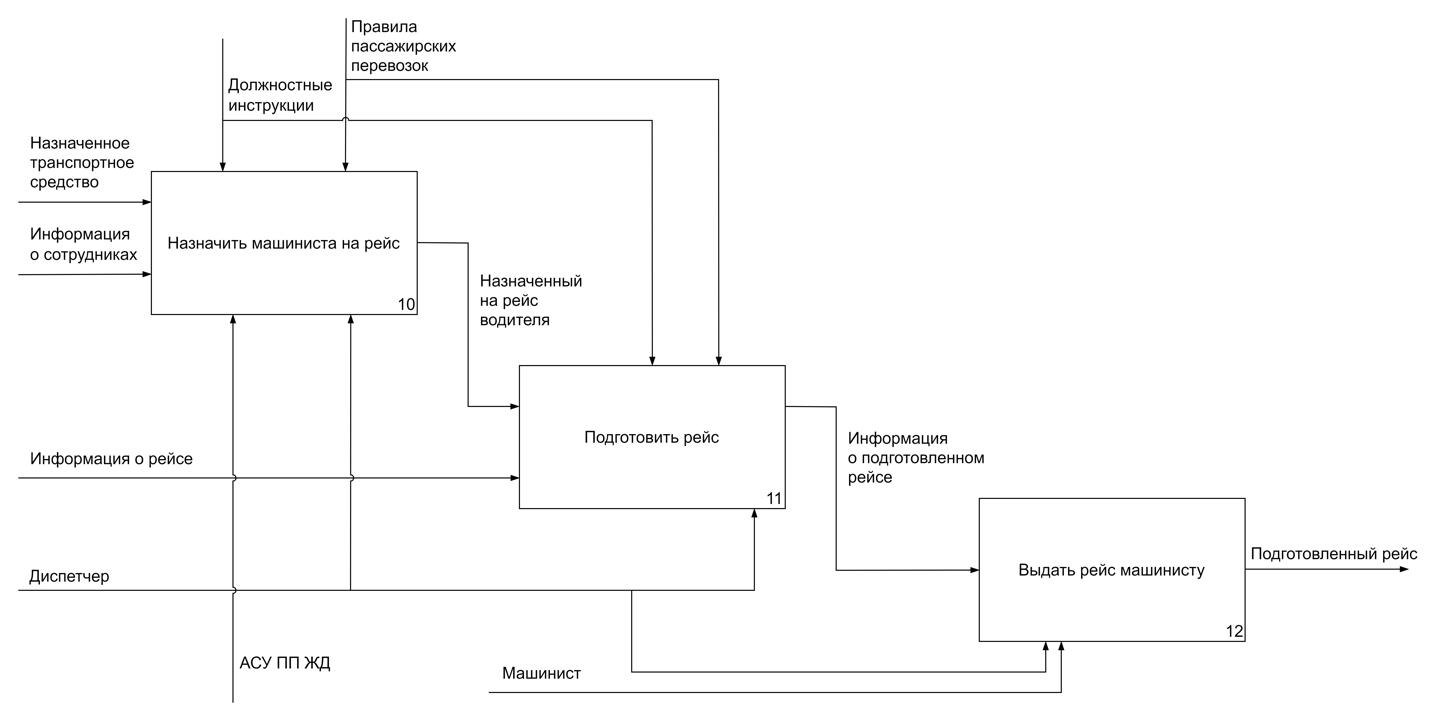 Правила
пассажирских
перевозок
Должностные
инструкции
Назначенное
транспортное
средство
Информация
о сотрудниках
Назначить машиниста на рейс
10
Назначенный
на рейс
водителя
Информация о рейсе
Подготовить рейс
11
Информация
о подготовленном
рейсе
Диспетчер
Выдать рейс машинисту
12
Подготовленный рейс
АСУ ПП ЖД
Машинист